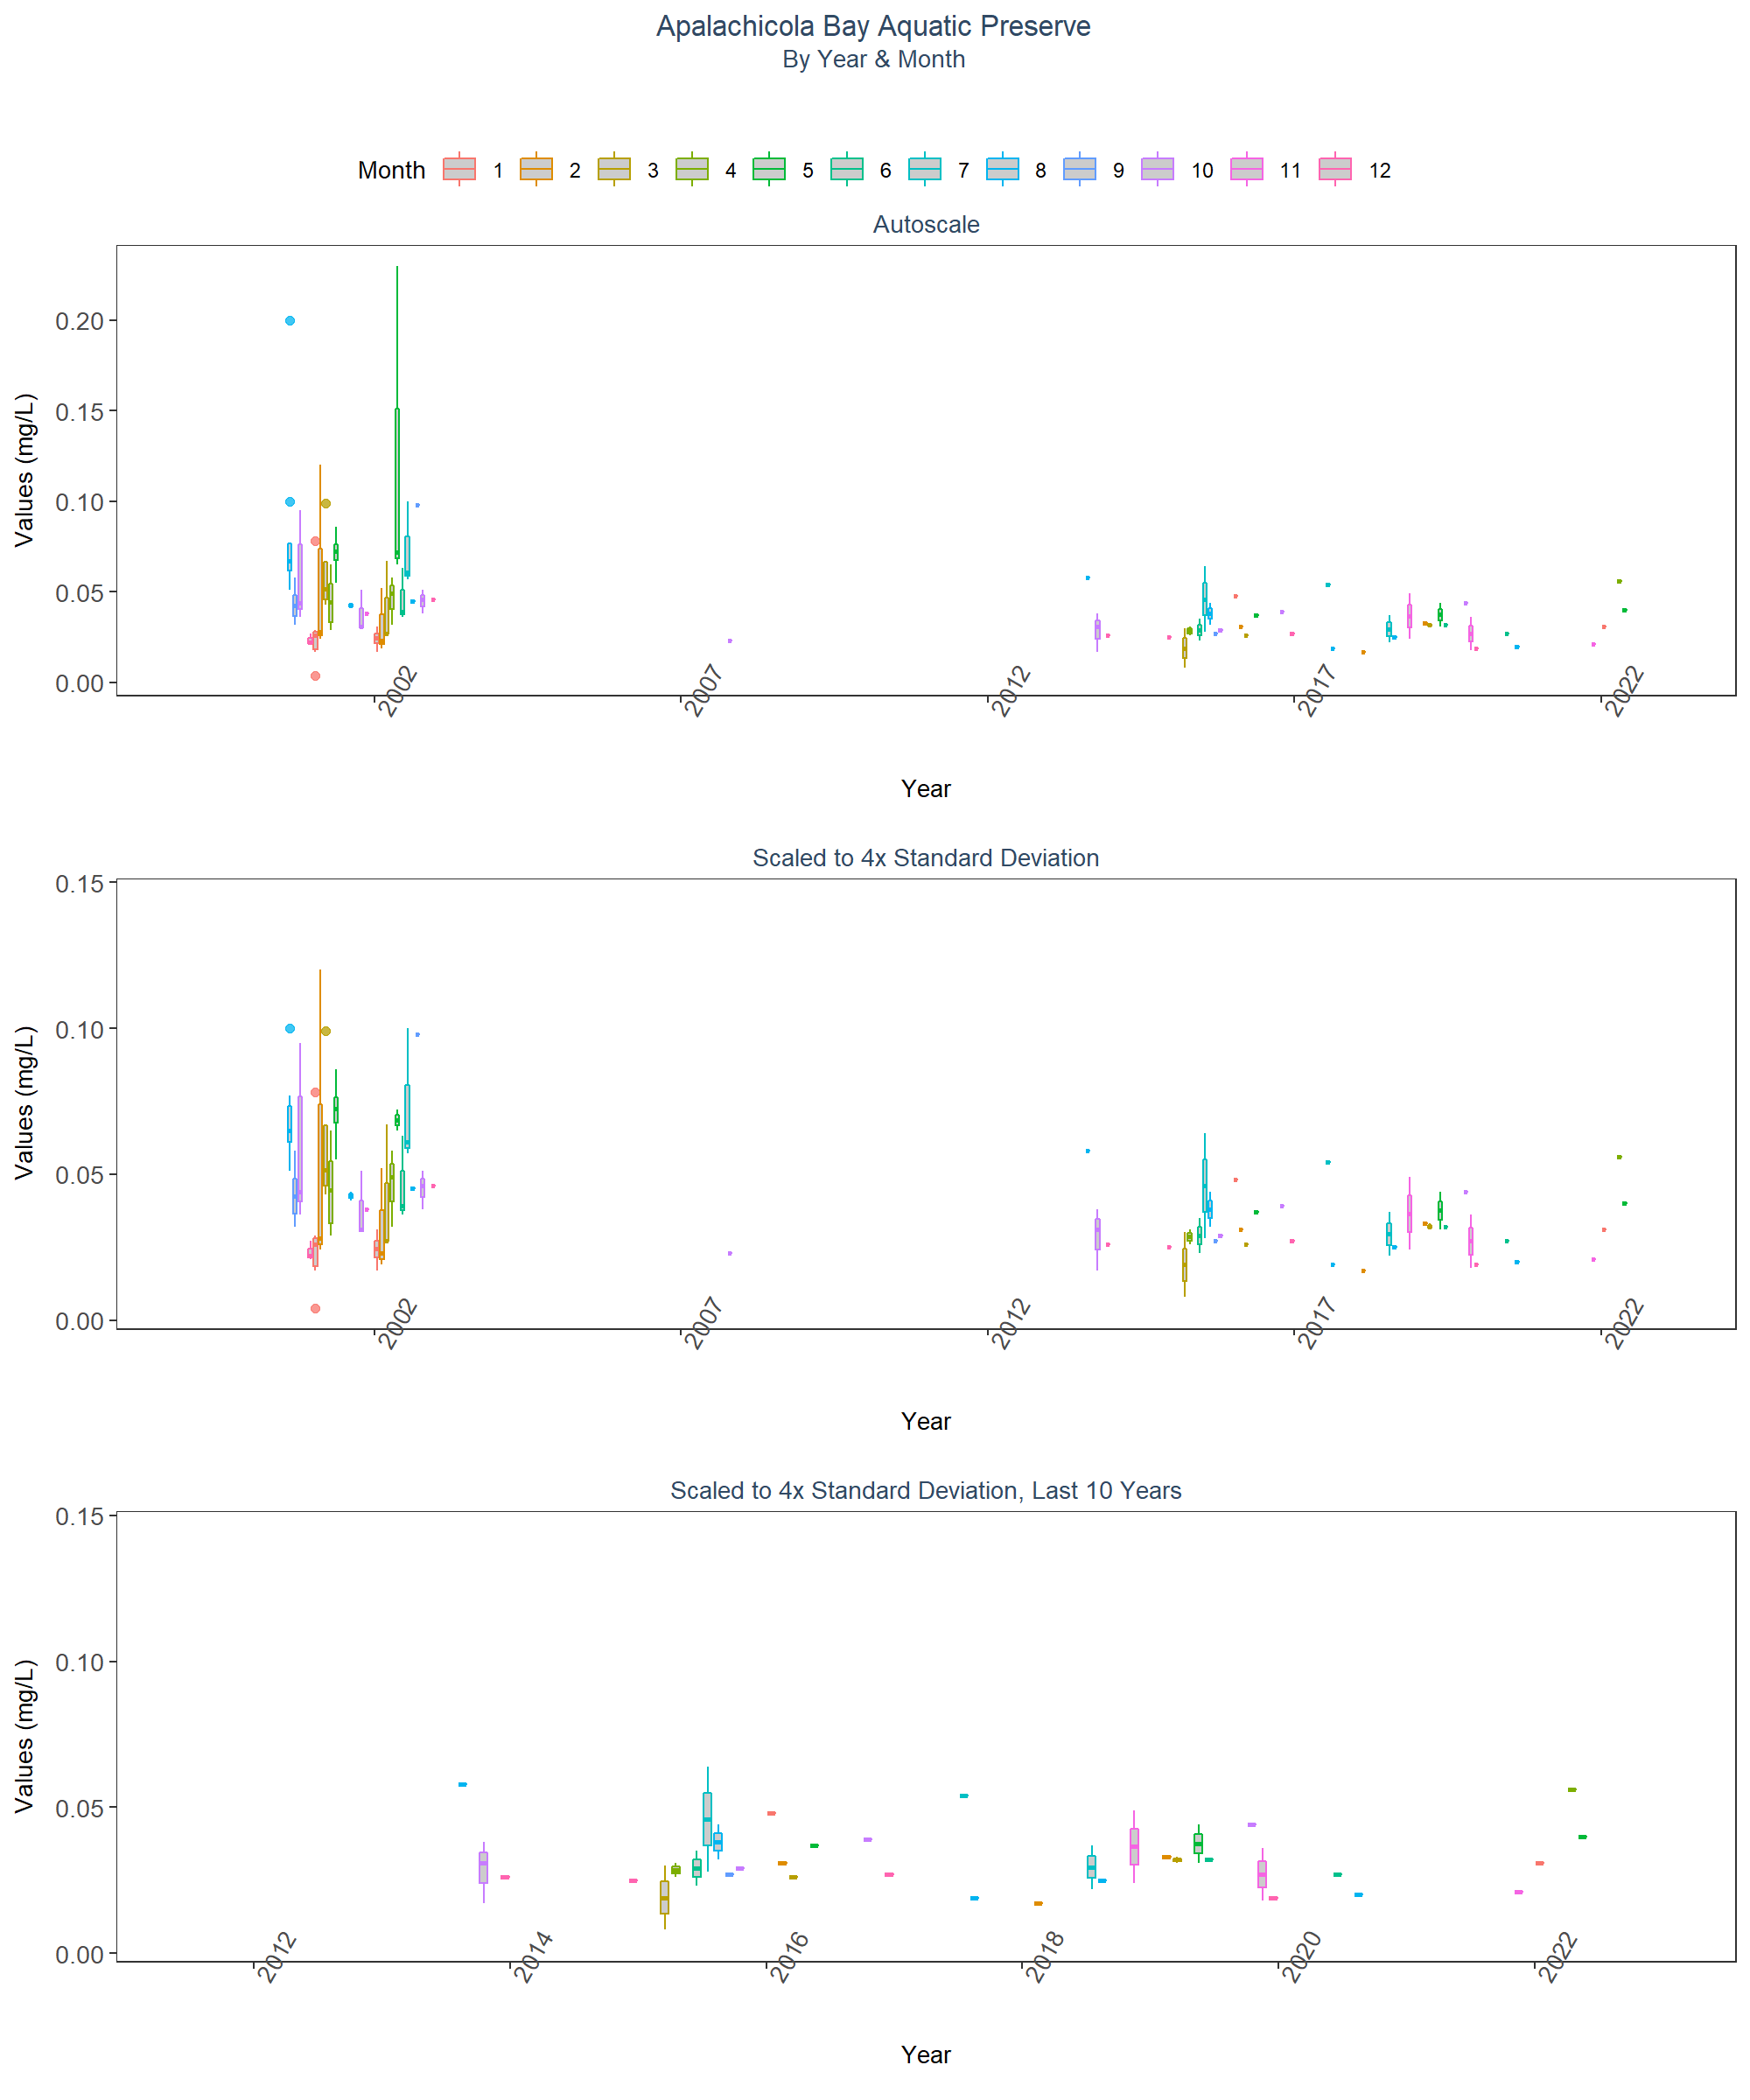 Apalachicola Bay Aquatic Preserve
By Year & Month
Month 1 2 3 4 5 6 7 8 9 10 11 12
Autoscale
Values (mg/L)
0.20
0.15
0.10
0.05
0.00
2002 2007 2012 2017 2022
Year
Scaled to 4x Standard Deviation
Values (mg/L)
0.15
0.10
0.05
0.00
2002 2007 2012 2017 2022
Year
Scaled to 4x Standard Deviation, Last 10 Years
Values (mg/L)
0.15
0.10
0.05
0.00
2012 2014 2016 2018 2020 2022
Year